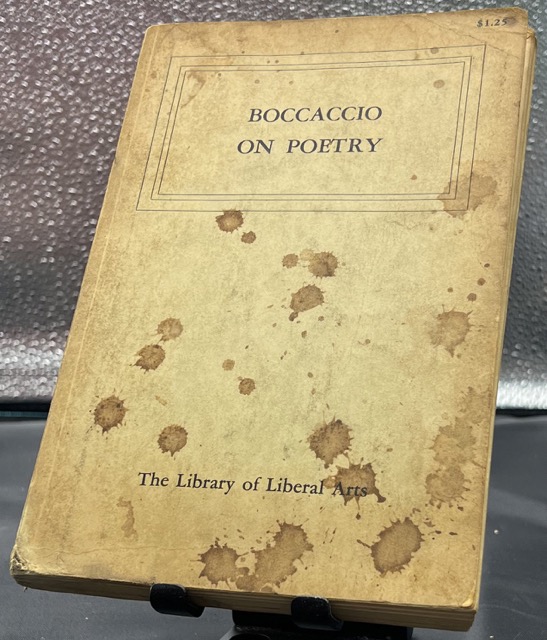 $1.25
BOCCACCIO
ON POETRY
The Library of Liberal Arts